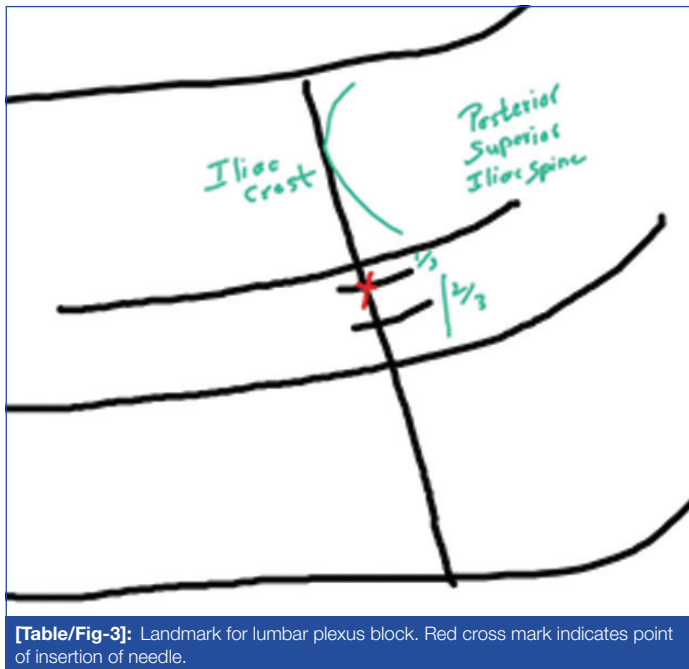 Posterior
Superior
Iliac Spine
Iliac
Crest
1/3
2/3
[Table/Fig-3]: Landmark for lumbar plexus block. Red cross mark indicates point
of insertion of needle.